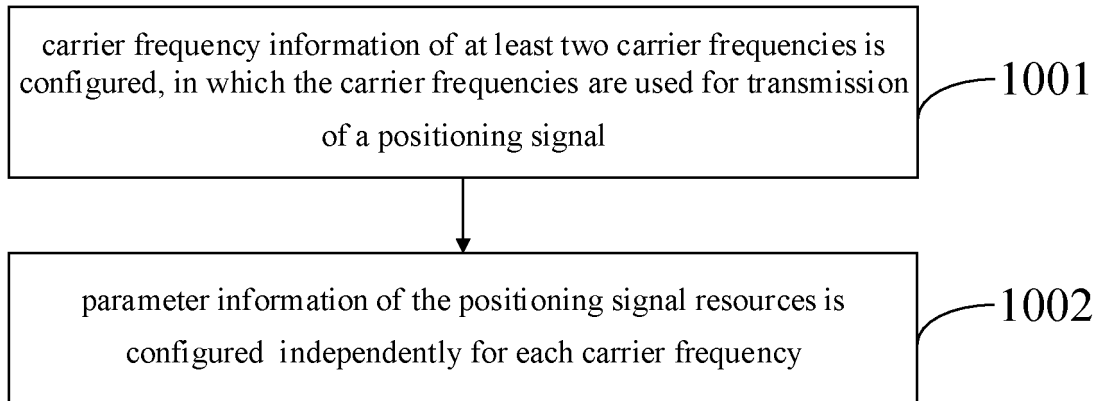 carrier frequency information of at least two carrier frequencies is
configured, in which the carrier frequencies are used for transmission
of a positioning signal
1001
parameter information of the positioning signal resources is
configured independently for each carrier frequency
1002